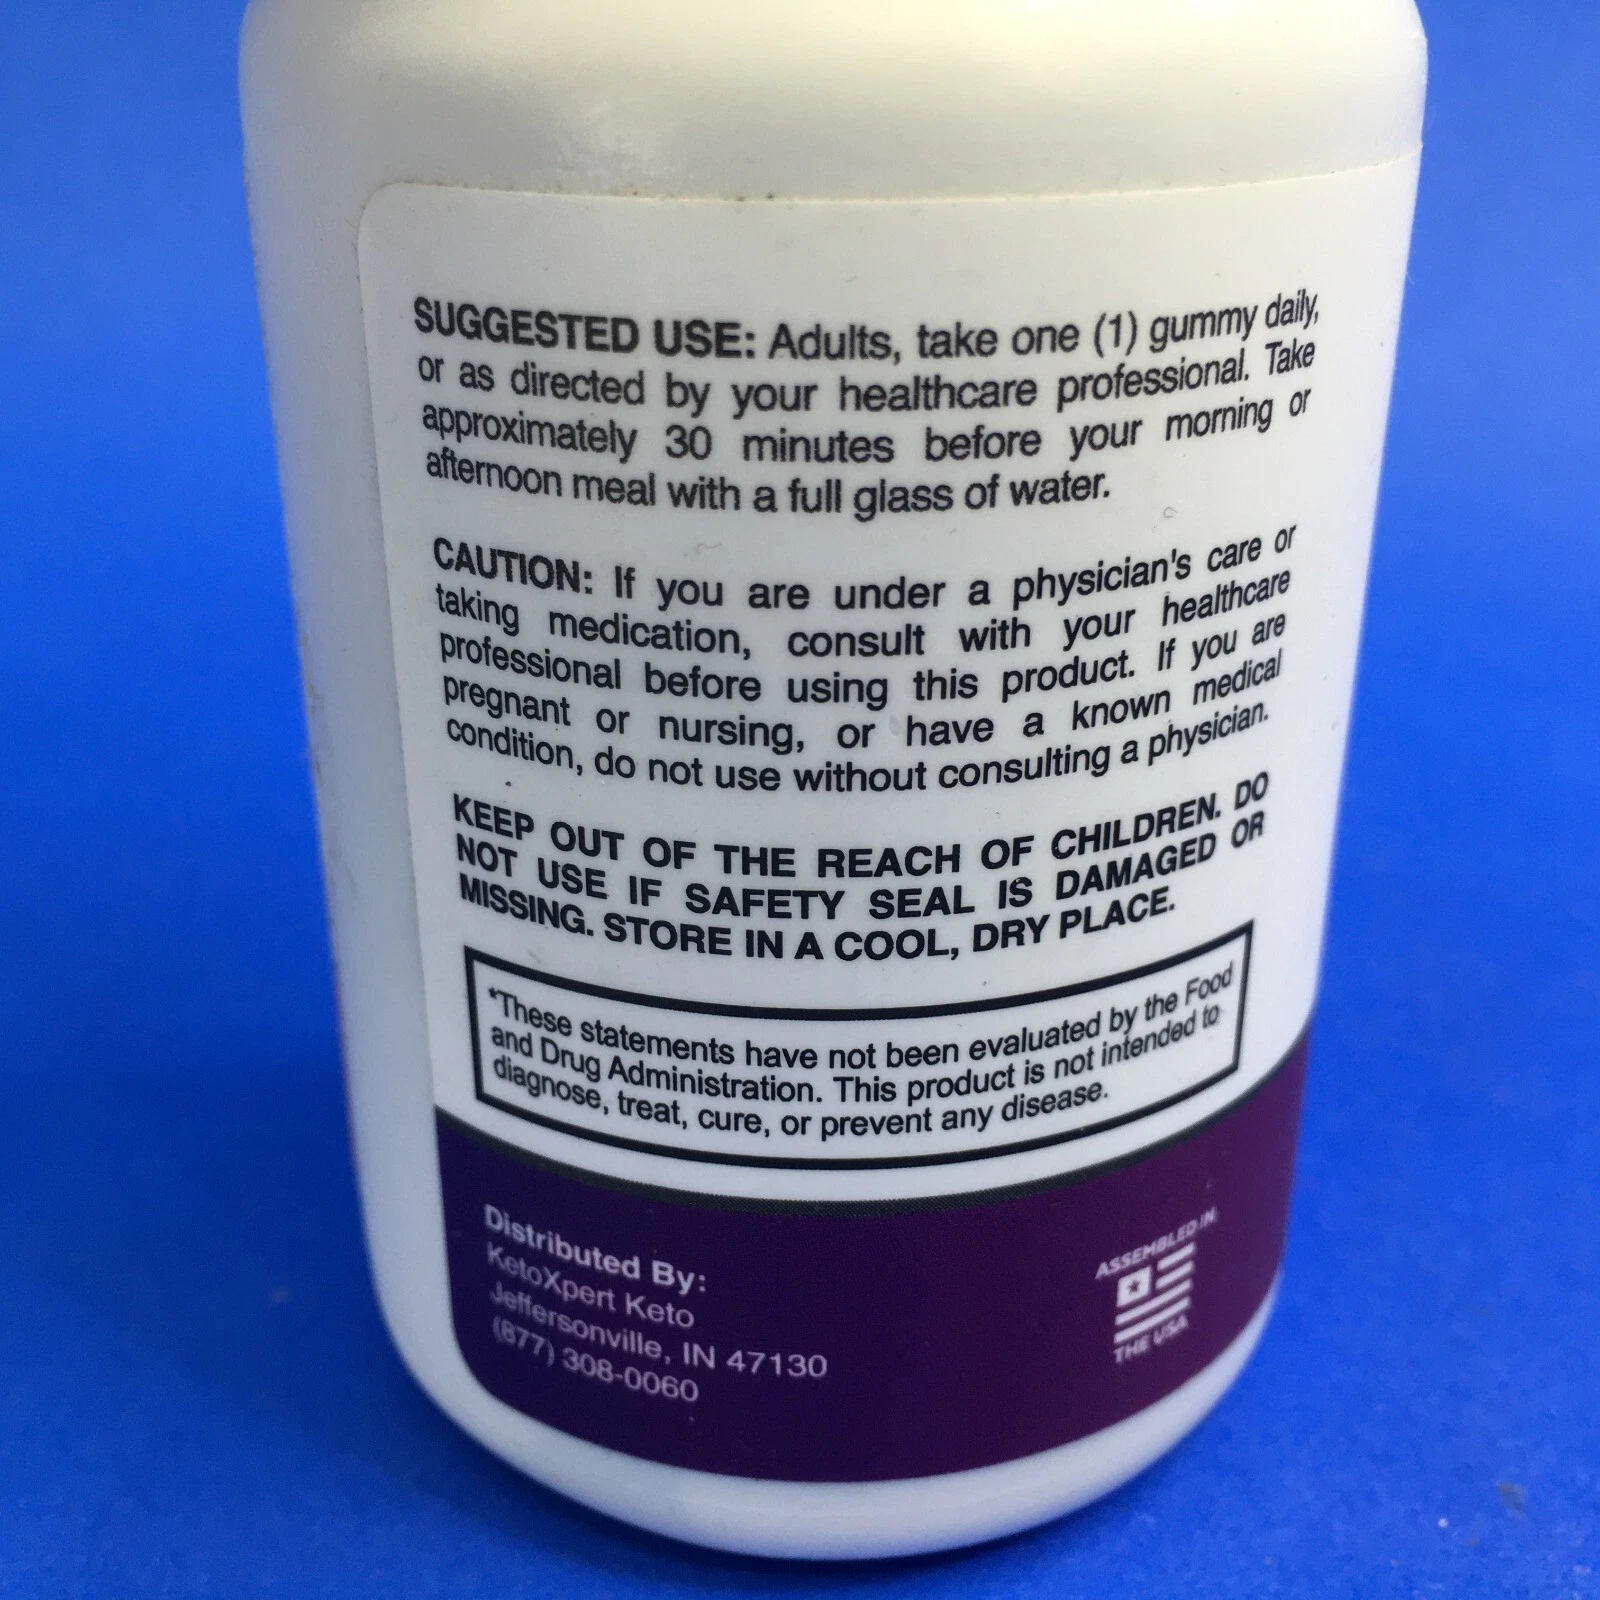 SUGGESTED USE: Adults, take one (1) gummy daily,
or as directed by your healthcare professional. Take
approximately 30 minutes before your morning or
afternoon meal with a full glass of water.
CAUTION: If you are under a physician's care or
taking medication, consult with your healthcare
professional before using this product. If you are
pregnant or nursing, or have a known medical
condition, do not use without consulting a physician.
KEEP OUT OF THE REACH OF CHILDREN. DO
NOT USE IF SAFETY SEAL IS DAMAGED OR
MISSING. STORE IN A COOL, DRY PLACE.
*These statements have not been evaluated by the Food
and Drug Administration. This product is not intended to
diagnose, treat, cure, or prevent any disease.
Distributed By:
KetoXpert Keto
Jeffersonville, IN 47130
(877) 308-0060
ASSEMBLED IN
THE USA